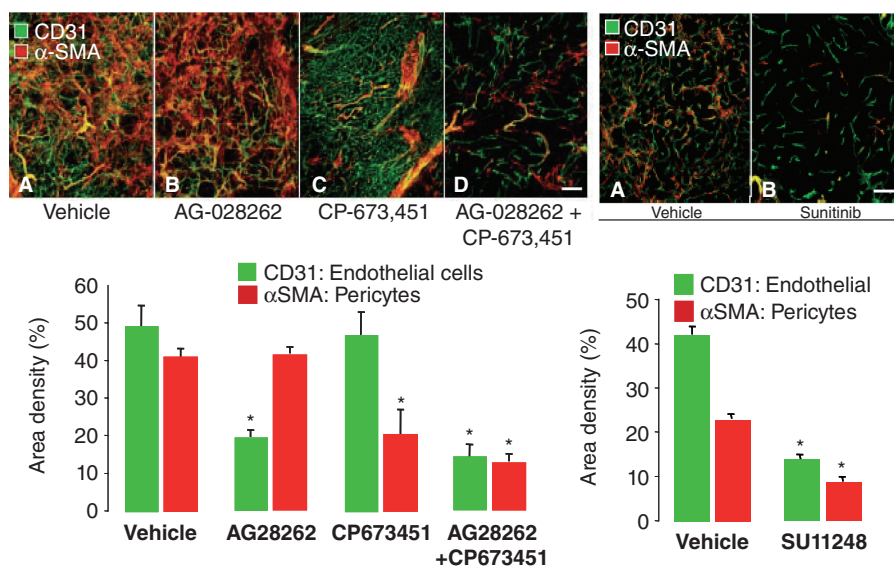 CD31
α-SMA
A
B
C
D
Vehicle
AG-028262
CP-673,451
AG-028262 +
CP-673,451
CD31
α-SMA
A
B
Vehicle
Sunitinib
CD31: Endothelial cells
αSMA: Pericytes
Area density (%)
60
50
40
30
20
10
0
*
*
*
*
Vehicle
AG28262
CP673451
AG28262
+CP673451
CD31: Endothelial
αSMA: Pericytes
Area density (%)
50
40
30
20
10
0
*
*
Vehicle
SU11248